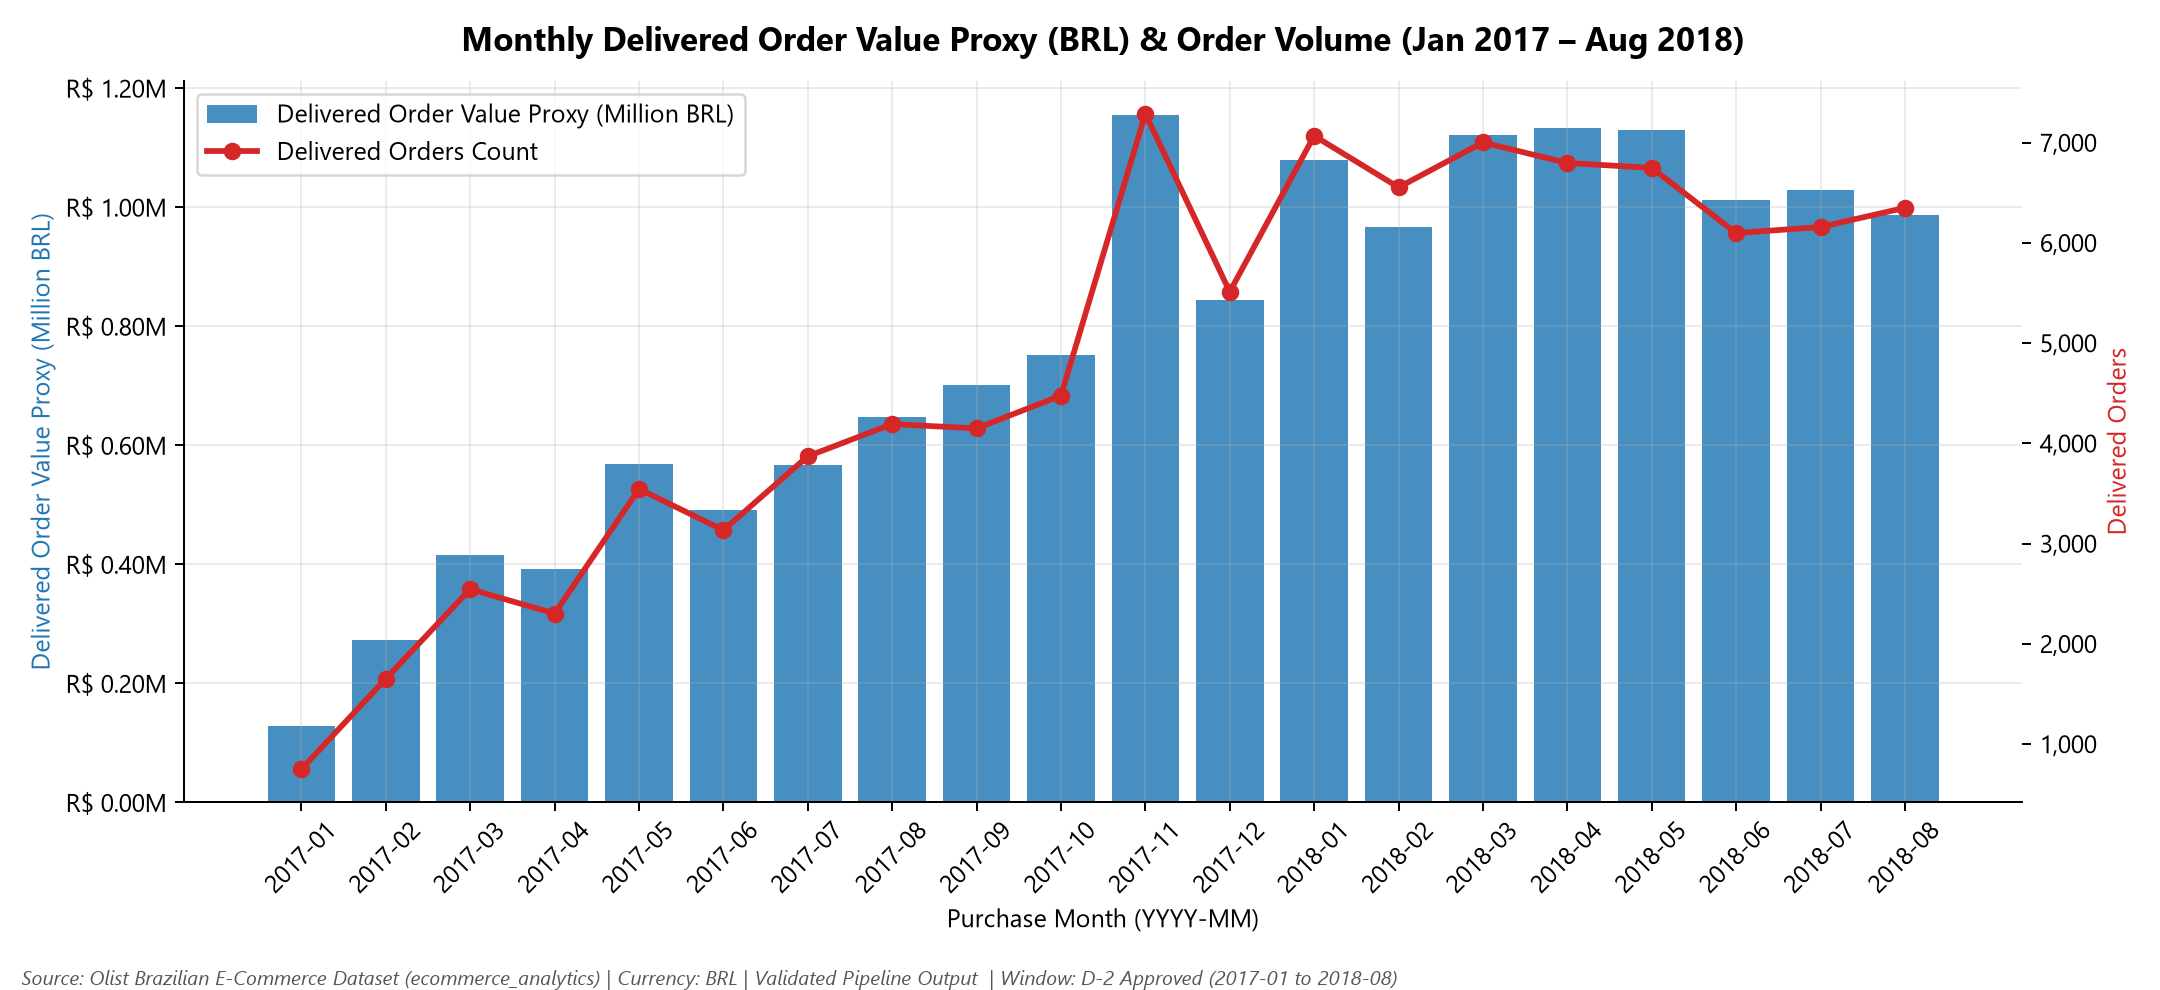 Monthly Delivered Order Value Proxy (BRL) & Order Volume (Jan 2017 – Aug 2018)
Delivered Order Value Proxy (Million BRL)
Delivered Orders Count
Delivered Order Value Proxy (Million BRL)
R$ 1.20M
R$ 1.00M
R$ 0.80M
R$ 0.60M
R$ 0.40M
R$ 0.20M
R$ 0.00M
7,000
6,000
5,000
4,000
3,000
2,000
1,000
Delivered Orders
2017-01
2017-02
2017-03
2017-04
2017-05
2017-06
2017-07
2017-08
2017-09
2017-10
2017-11
2017-12
2018-01
2018-02
2018-03
2018-04
2018-05
2018-06
2018-07
2018-08
Purchase Month (YYYY-MM)
Source: Olist Brazilian E-Commerce Dataset (ecommerce_analytics) | Currency: BRL | Validated Pipeline Output | Window: D-2 Approved (2017-01 to 2018-08)